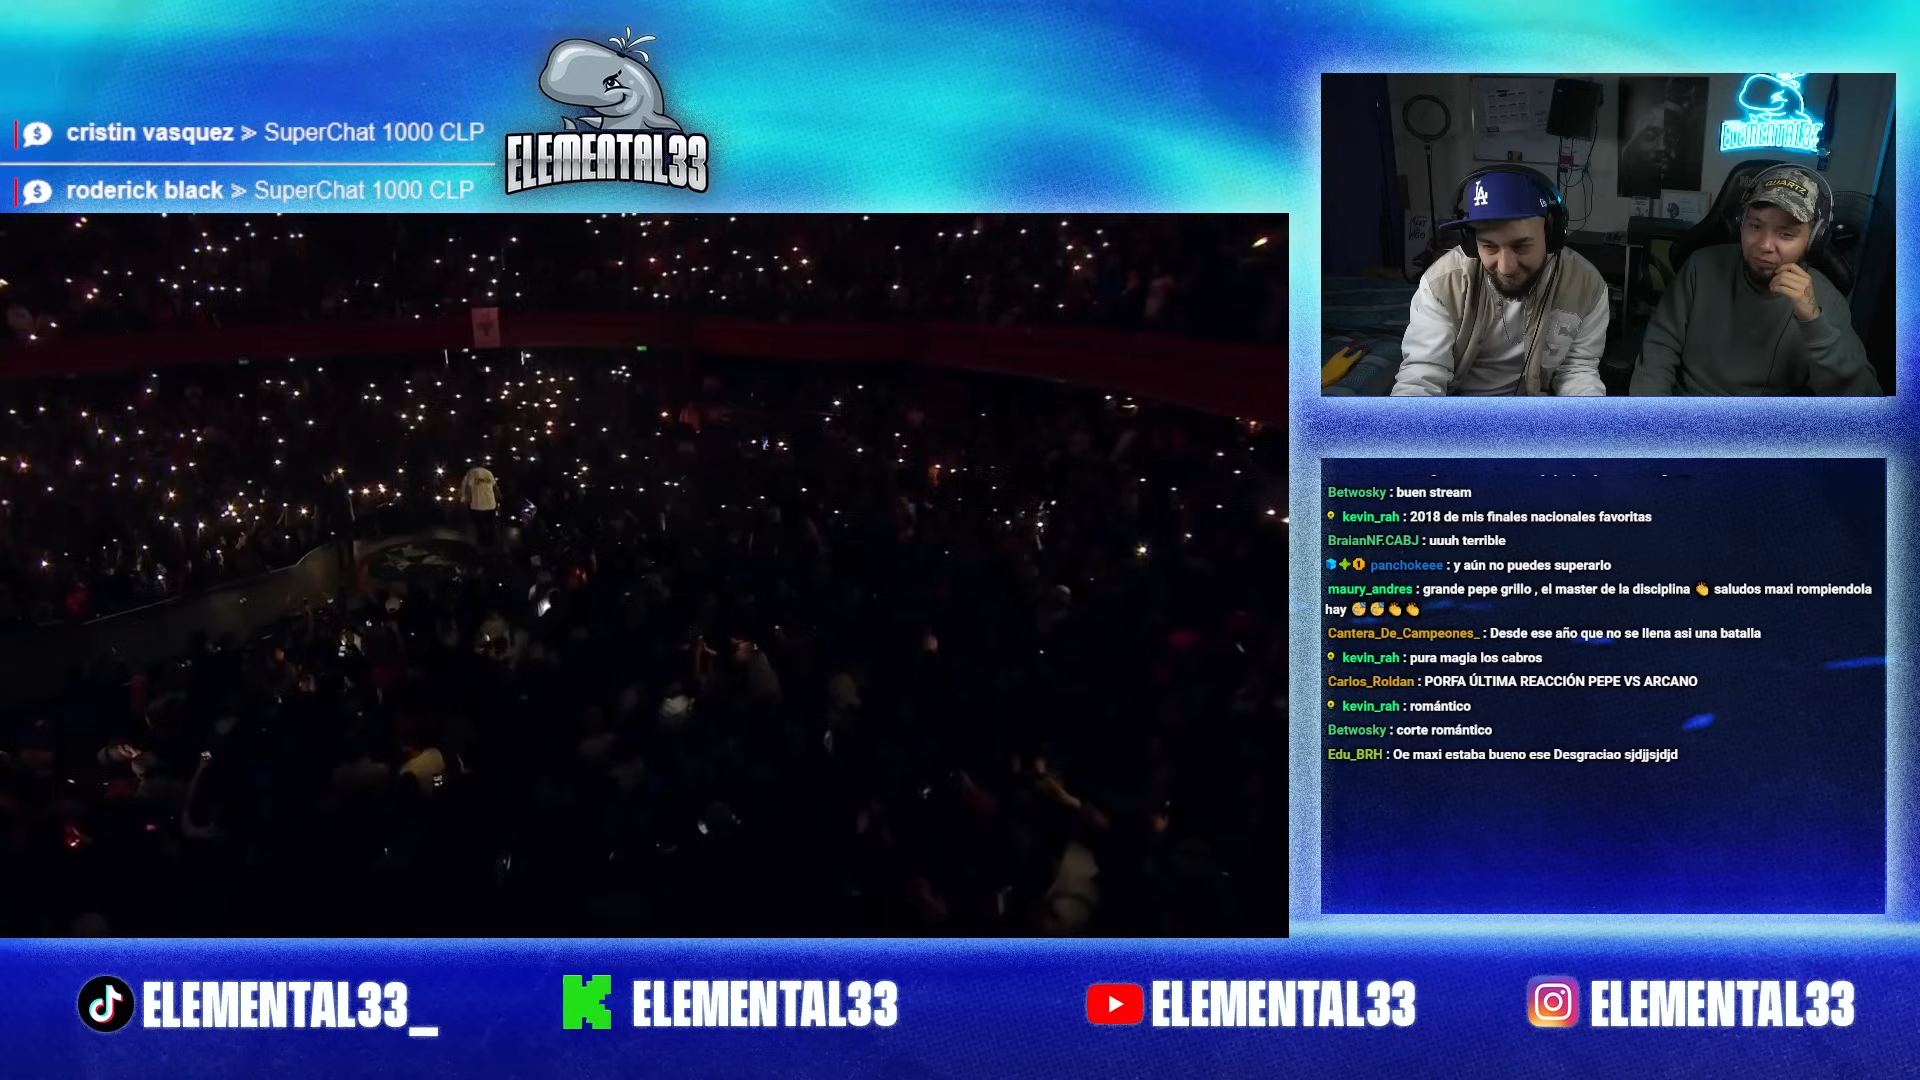 cristin vasquez ⪢ SuperChat 1000 CLP
roderick black ⪢ SuperChat 1000 CLP
ELEMENTAL33
LA
QUARTZ
ELEMENTAL33
Betwosky : buen stream
kevin_rah : 2018 de mis finales nacionales favoritas
BraianNF.CABJ : uuuh terrible
panchokeee : y aún no puedes superarlo
maury_andres : grande pepe grillo , el master de la disciplina 👏 saludos maxi rompiendola
hay 🥳 🥳 👏 👏
Cantera_De_Campeones_ : Desde ese año que no se llena asi una batalla
kevin_rah : pura magia los cabros
Carlos_Roldan : PORFA ÚLTIMA REACCIÓN PEPE VS ARCANO
kevin_rah : romántico
Betwosky : corte romántico
Edu_BRH : Oe maxi estaba bueno ese Desgraciao sjdjjsjdjd
ELEMENTAL33_
ELEMENTAL33
ELEMENTAL33
ELEMENTAL33